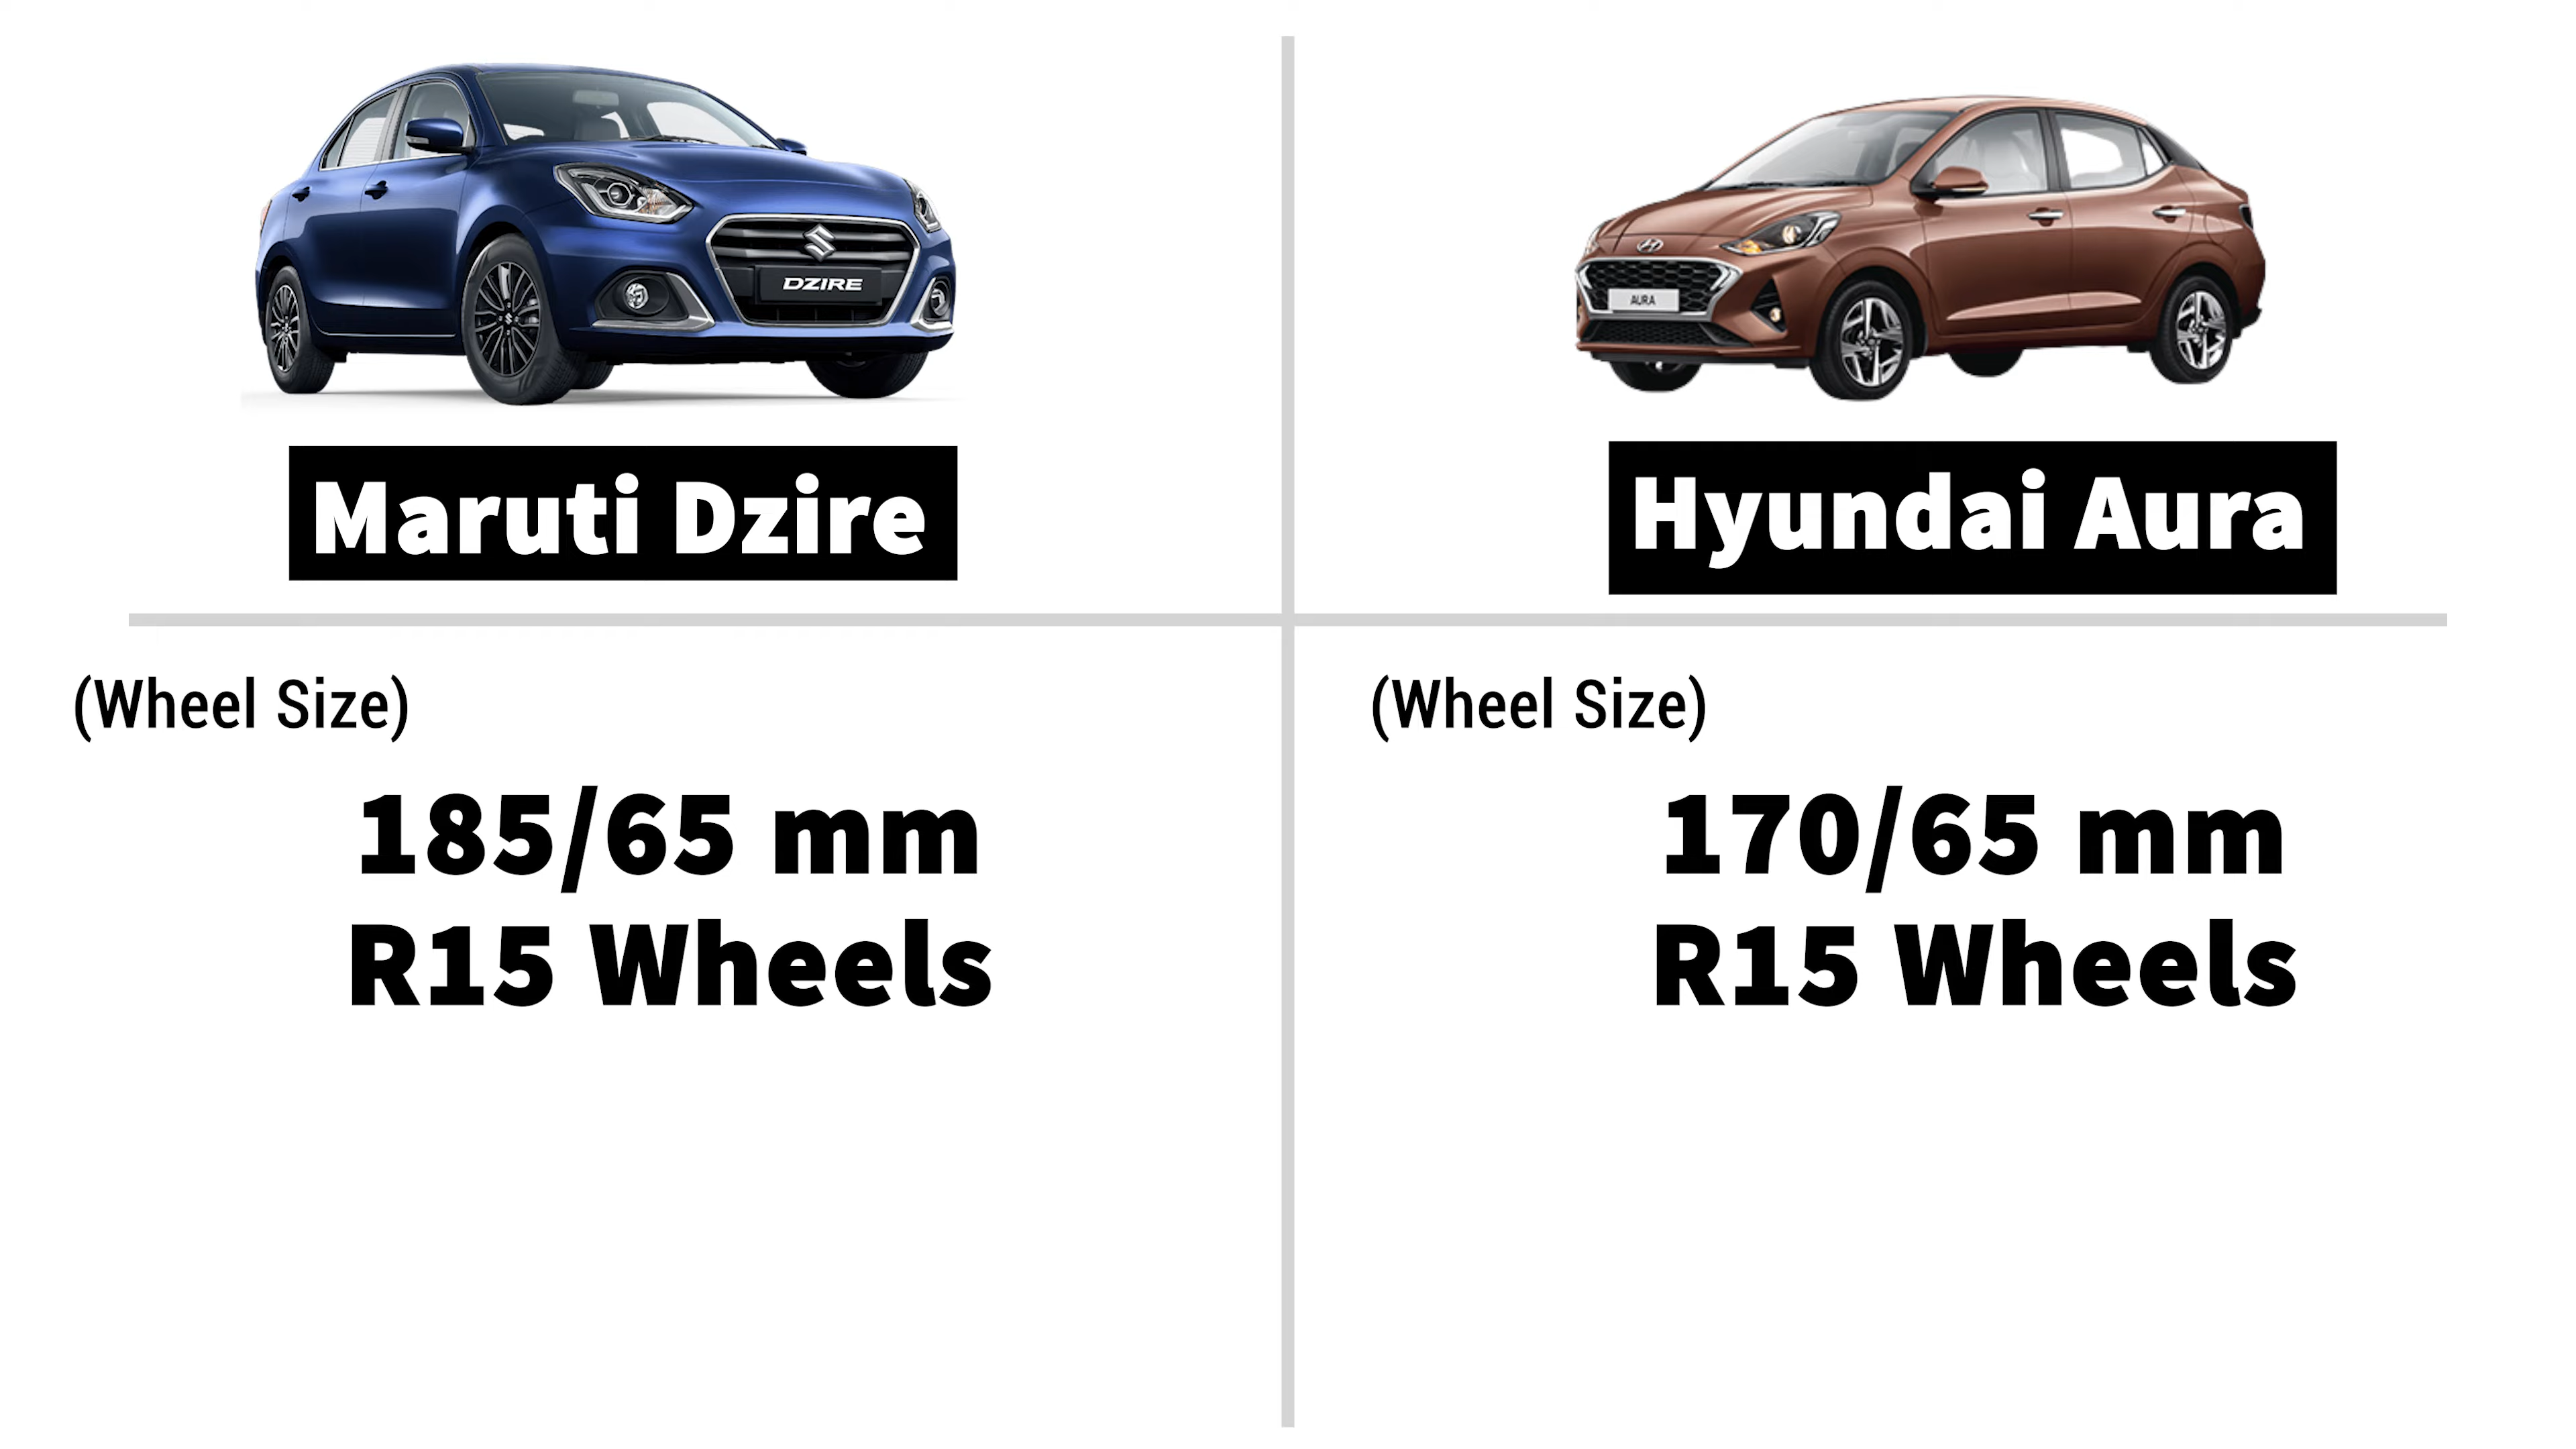 DZIRE
AURA
Maruti Dzire
Hyundai Aura
(Wheel Size)
185/65 mm
R15 Wheels
(Wheel Size)
170/65 mm
R15 Wheels